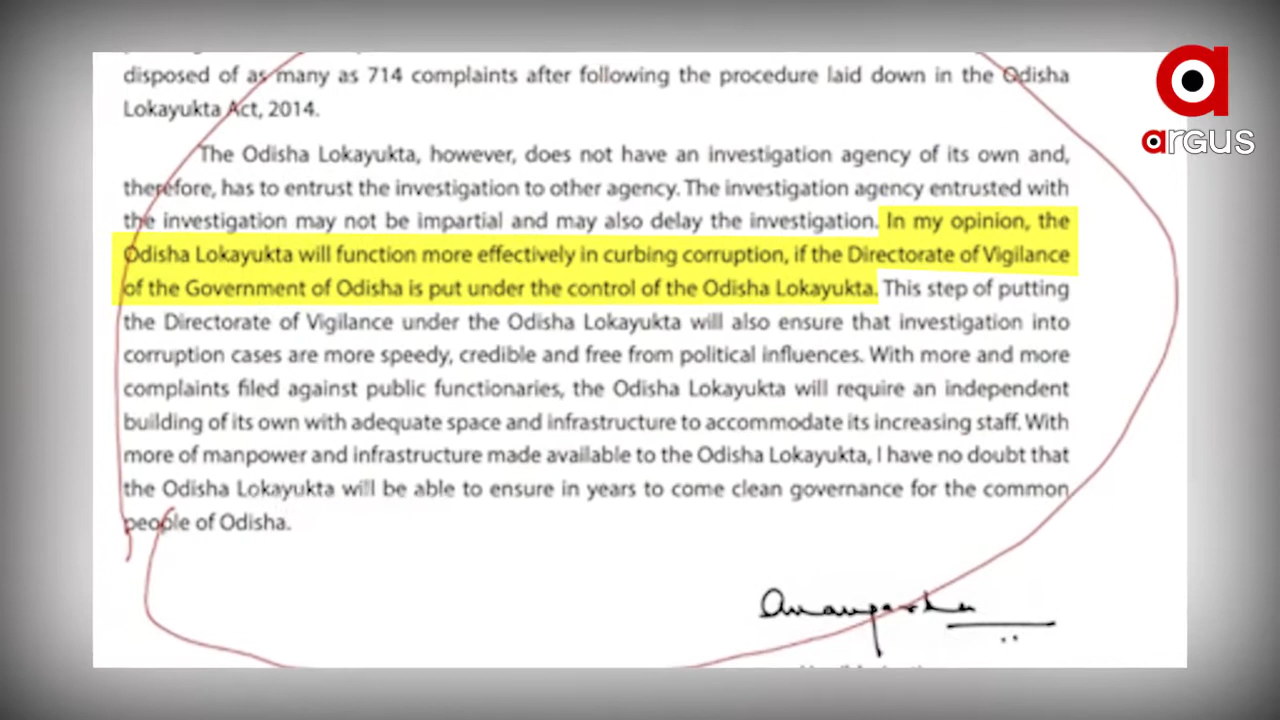 argus
disposed of as many as 714 complaints after following the procedure laid down in the Odisha
Lokayukta Act, 2014.
The Odisha Lokayukta, however, does not have an investigation agency of its own and,
therefore, has to entrust the investigation to other agency. The investigation agency entrusted with
the investigation may not be impartial and may also delay the investigation. In my opinion, the
Odisha Lokayukta will function more effectively in curbing corruption, if the Directorate of Vigilance
of the Government of Odisha is put under the control of the Odisha Lokayukta. This step of putting
the Directorate of Vigilance under the Odisha Lokayukta will also ensure that investigation into
corruption cases are more speedy, credible and free from political influences. With more and more
complaints filed against public functionaries, the Odisha Lokayukta will require an independent
building of its own with adequate space and infrastructure to accommodate its increasing staff. With
more of manpower and infrastructure made available to the Odisha Lokayukta, I have no doubt that
the Odisha Lokayukta will be able to ensure in years to come clean governance for the common
people of Odisha.